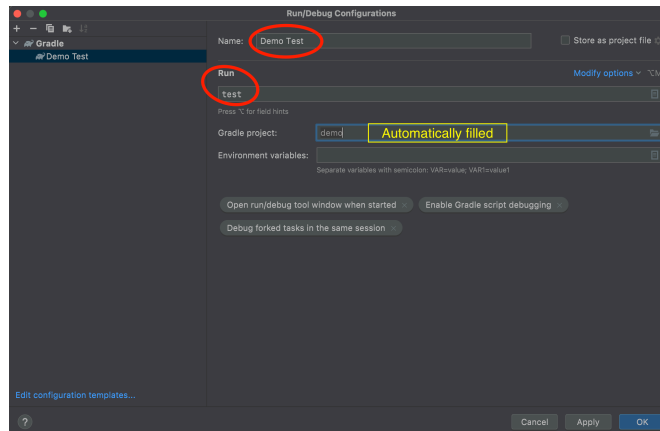 Run/Debug Configurations
Gradle
Demo Test
Name: Demo Test
Store as project file
Run
Modify options
test
Press ⌥ for field hints
Gradle project: demo Automatically filled
Environment variables:
Separate variables with semicolon: VAR=value; VAR1=value1
Open run/debug tool window when started × Enable Gradle script debugging ×
Debug forked tasks in the same session ×
Edit configuration templates...
? Cancel Apply OK